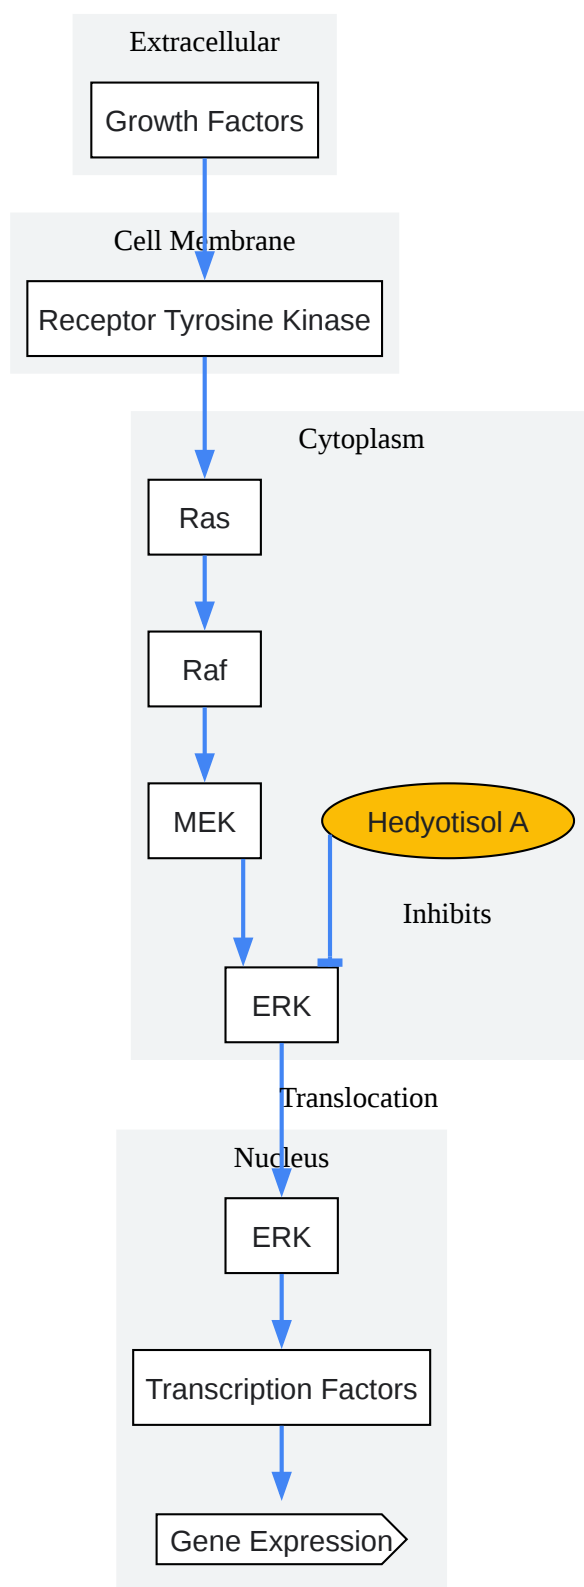 Extracellular
Growth Factors
Cell Membrane
Receptor Tyrosine Kinase
Cytoplasm
Ras
Raf
MEK
Hedyotisol A
Inhibits
ERK
Translocation
Nucleus
ERK
Transcription Factors
Gene Expression